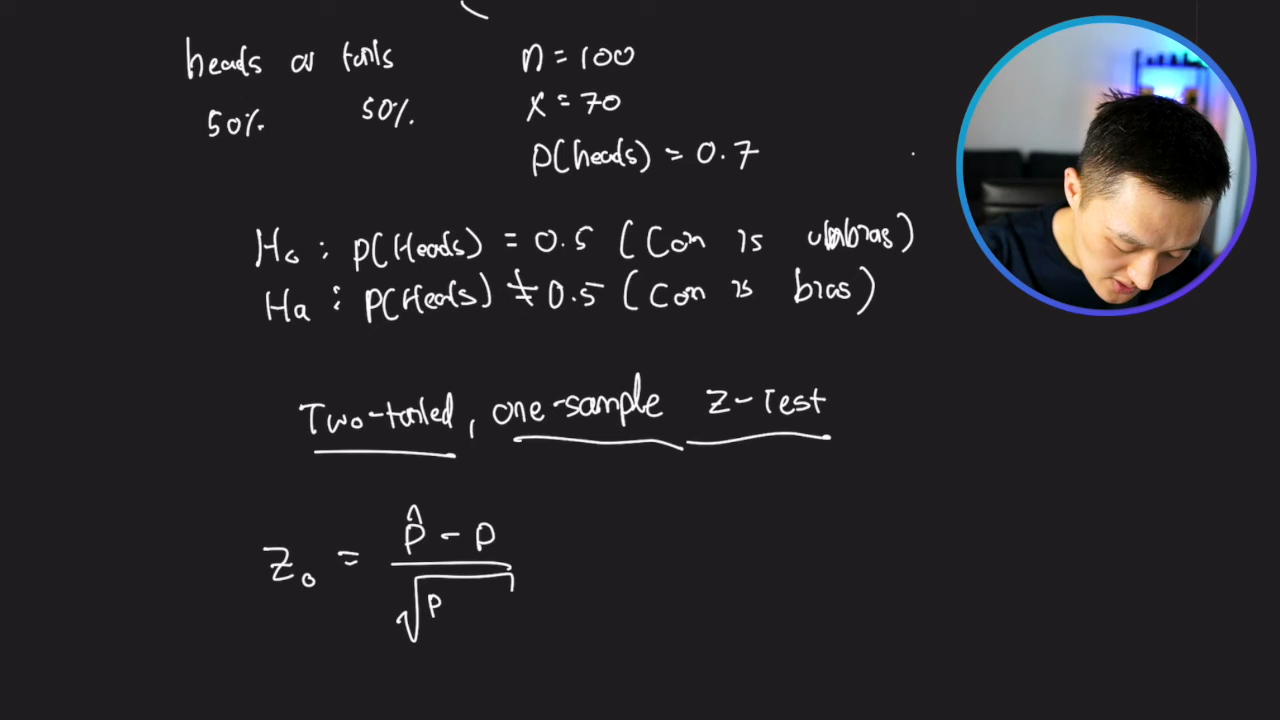 heads or tails
50% 50%
n = 100
x = 70
p(heads) = 0.7
Ho : p(Heads) = 0.5 (Coin is unbias)
Ha : p(Heads) ≠ 0.5 (Coin is bias)
Two-tailed, one-sample Z-Test
Z₀ = p̂ - p
√p